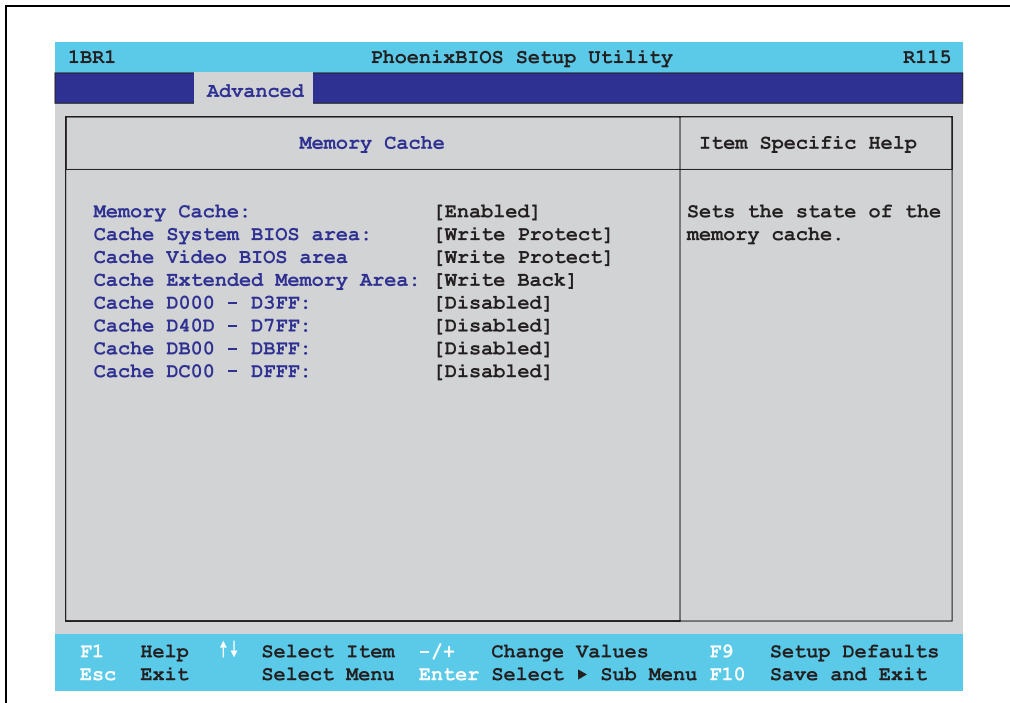 1BR1 PhoenixBIOS Setup Utility R115
Advanced
Memory Cache
Item Specific Help
Memory Cache: [Enabled]
Cache System BIOS area: [Write Protect]
Cache Video BIOS area [Write Protect]
Cache Extended Memory Area: [Write Back]
Cache D000 - D3FF: [Disabled]
Cache D40D - D7FF: [Disabled]
Cache DB00 - DBFF: [Disabled]
Cache DC00 - DFFF: [Disabled]
Sets the state of the
memory cache.
F1 Help ↑↓ Select Item -/+ Change Values F9 Setup Defaults
Esc Exit Select Menu Enter Select ▶ Sub Menu F10 Save and Exit